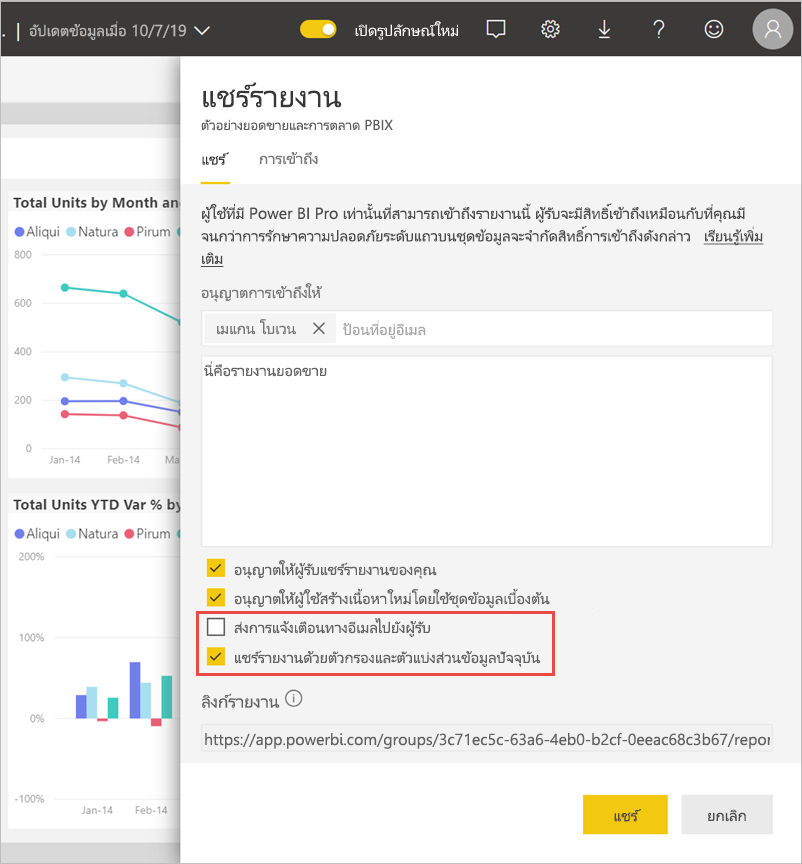 . | อัปเดตข้อมูลเมื่อ 10/7/19
เปิดรูปลักษณ์ใหม่
แชร์รายงาน
ตัวอย่างยอดขายและการตลาด PBIX
แชร์ การเข้าถึง
ผู้ใช้ที่มี Power BI Pro เท่านั้นที่สามารถเข้าถึงรายงานนี้ ผู้รับจะมีสิทธิ์เข้าถึงเหมือนกับที่คุณมี
จนกว่าการรักษาความปลอดภัยระดับแถวบนชุดข้อมูลจะจำกัดสิทธิ์การเข้าถึงดังกล่าว เรียนรู้เพิ่ม
เติม
อนุญาตการเข้าถึงให้
เมแกน โบเวน ป้อนที่อยู่อีเมล
นี่คือรายงานยอดขาย
อนุญาตให้ผู้รับแชร์รายงานของคุณ
อนุญาตให้ผู้ใช้สร้างเนื้อหาใหม่โดยใช้ชุดข้อมูลเบื้องต้น
ส่งการแจ้งเตือนทางอีเมลไปยังผู้รับ
แชร์รายงานด้วยตัวกรองและตัวแบ่งส่วนข้อมูลปัจจุบัน
ลิงก์รายงาน
https://app.powerbi.com/groups/3c71ec5c-63a6-4eb0-b2cf-0eeac68c3b67/repor
แชร์ ยกเลิก
Total Units by Month and
Aliqui Natura Pirum
800
600
400
200
0
Jan-14 Feb-14 Ma
Total Units YTD Var % by
Aliqui Natura Pirum
200%
100%
0%
-100%
Jan-14 Feb-14